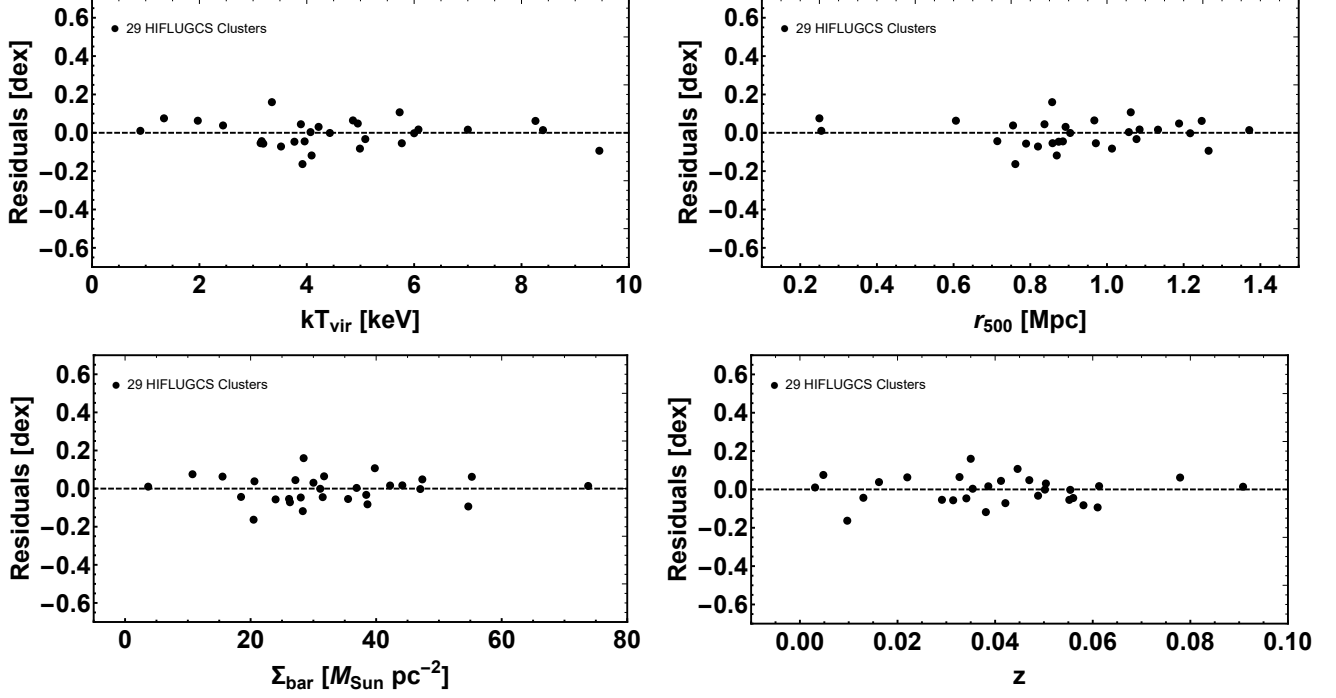 Residuals [dex]
0.6
0.4
0.2
0.0
−0.2
−0.4
−0.6
29 HIFLUGCS Clusters
0 2 4 6 8 10
kT_vir [keV]
Residuals [dex]
0.6
0.4
0.2
0.0
−0.2
−0.4
−0.6
29 HIFLUGCS Clusters
0.2 0.4 0.6 0.8 1.0 1.2 1.4
r_500 [Mpc]
Residuals [dex]
0.6
0.4
0.2
0.0
−0.2
−0.4
−0.6
29 HIFLUGCS Clusters
0 20 40 60 80
Σ_bar [M_Sun pc^−2]
Residuals [dex]
0.6
0.4
0.2
0.0
−0.2
−0.4
−0.6
29 HIFLUGCS Clusters
0.00 0.02 0.04 0.06 0.08 0.10
z